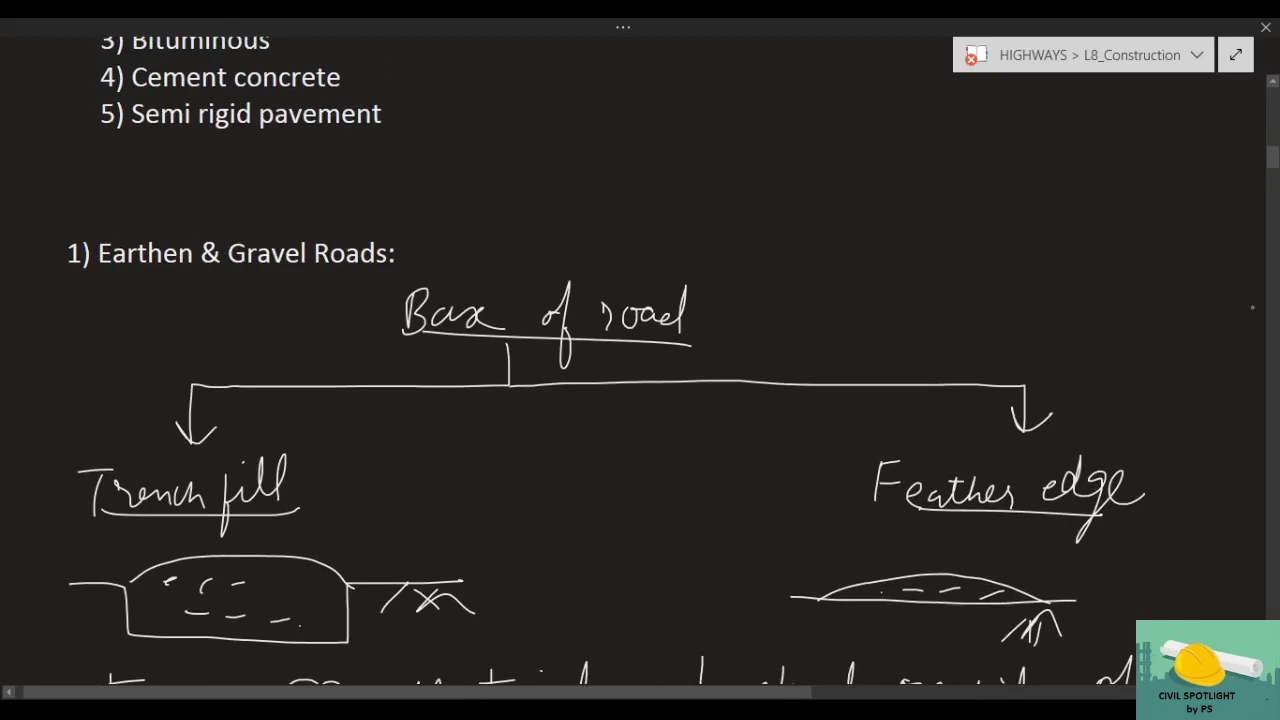 3) Bituminous
HIGHWAYS > L8_Construction
4) Cement concrete
5) Semi rigid pavement
1) Earthen & Gravel Roads:
Base of road
Trench fill
Feather edge
CIVIL SPOTLIGHT
by PS